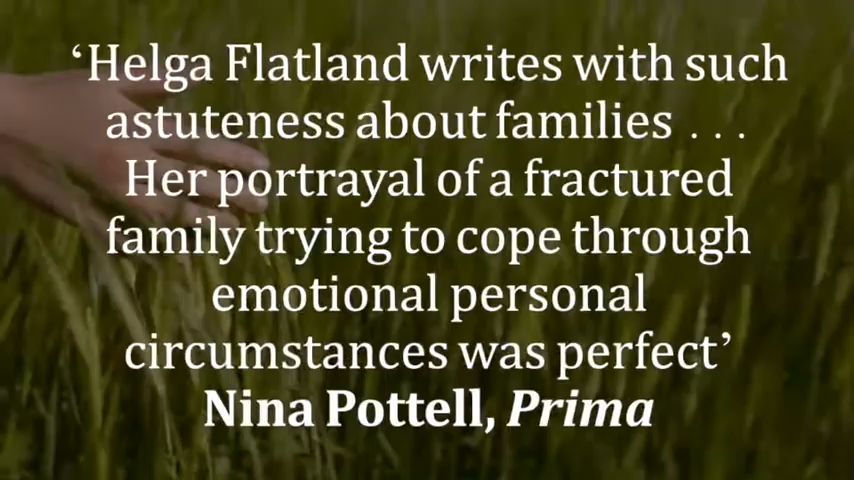 ‘Helga Flatland writes with such
astuteness about families . . .
Her portrayal of a fractured
family trying to cope through
emotional personal
circumstances was perfect’
Nina Pottell, Prima